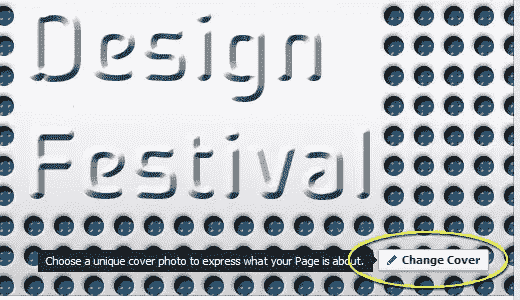 Design
Festival
Choose a unique cover photo to express what your Page is about.
Change Cover